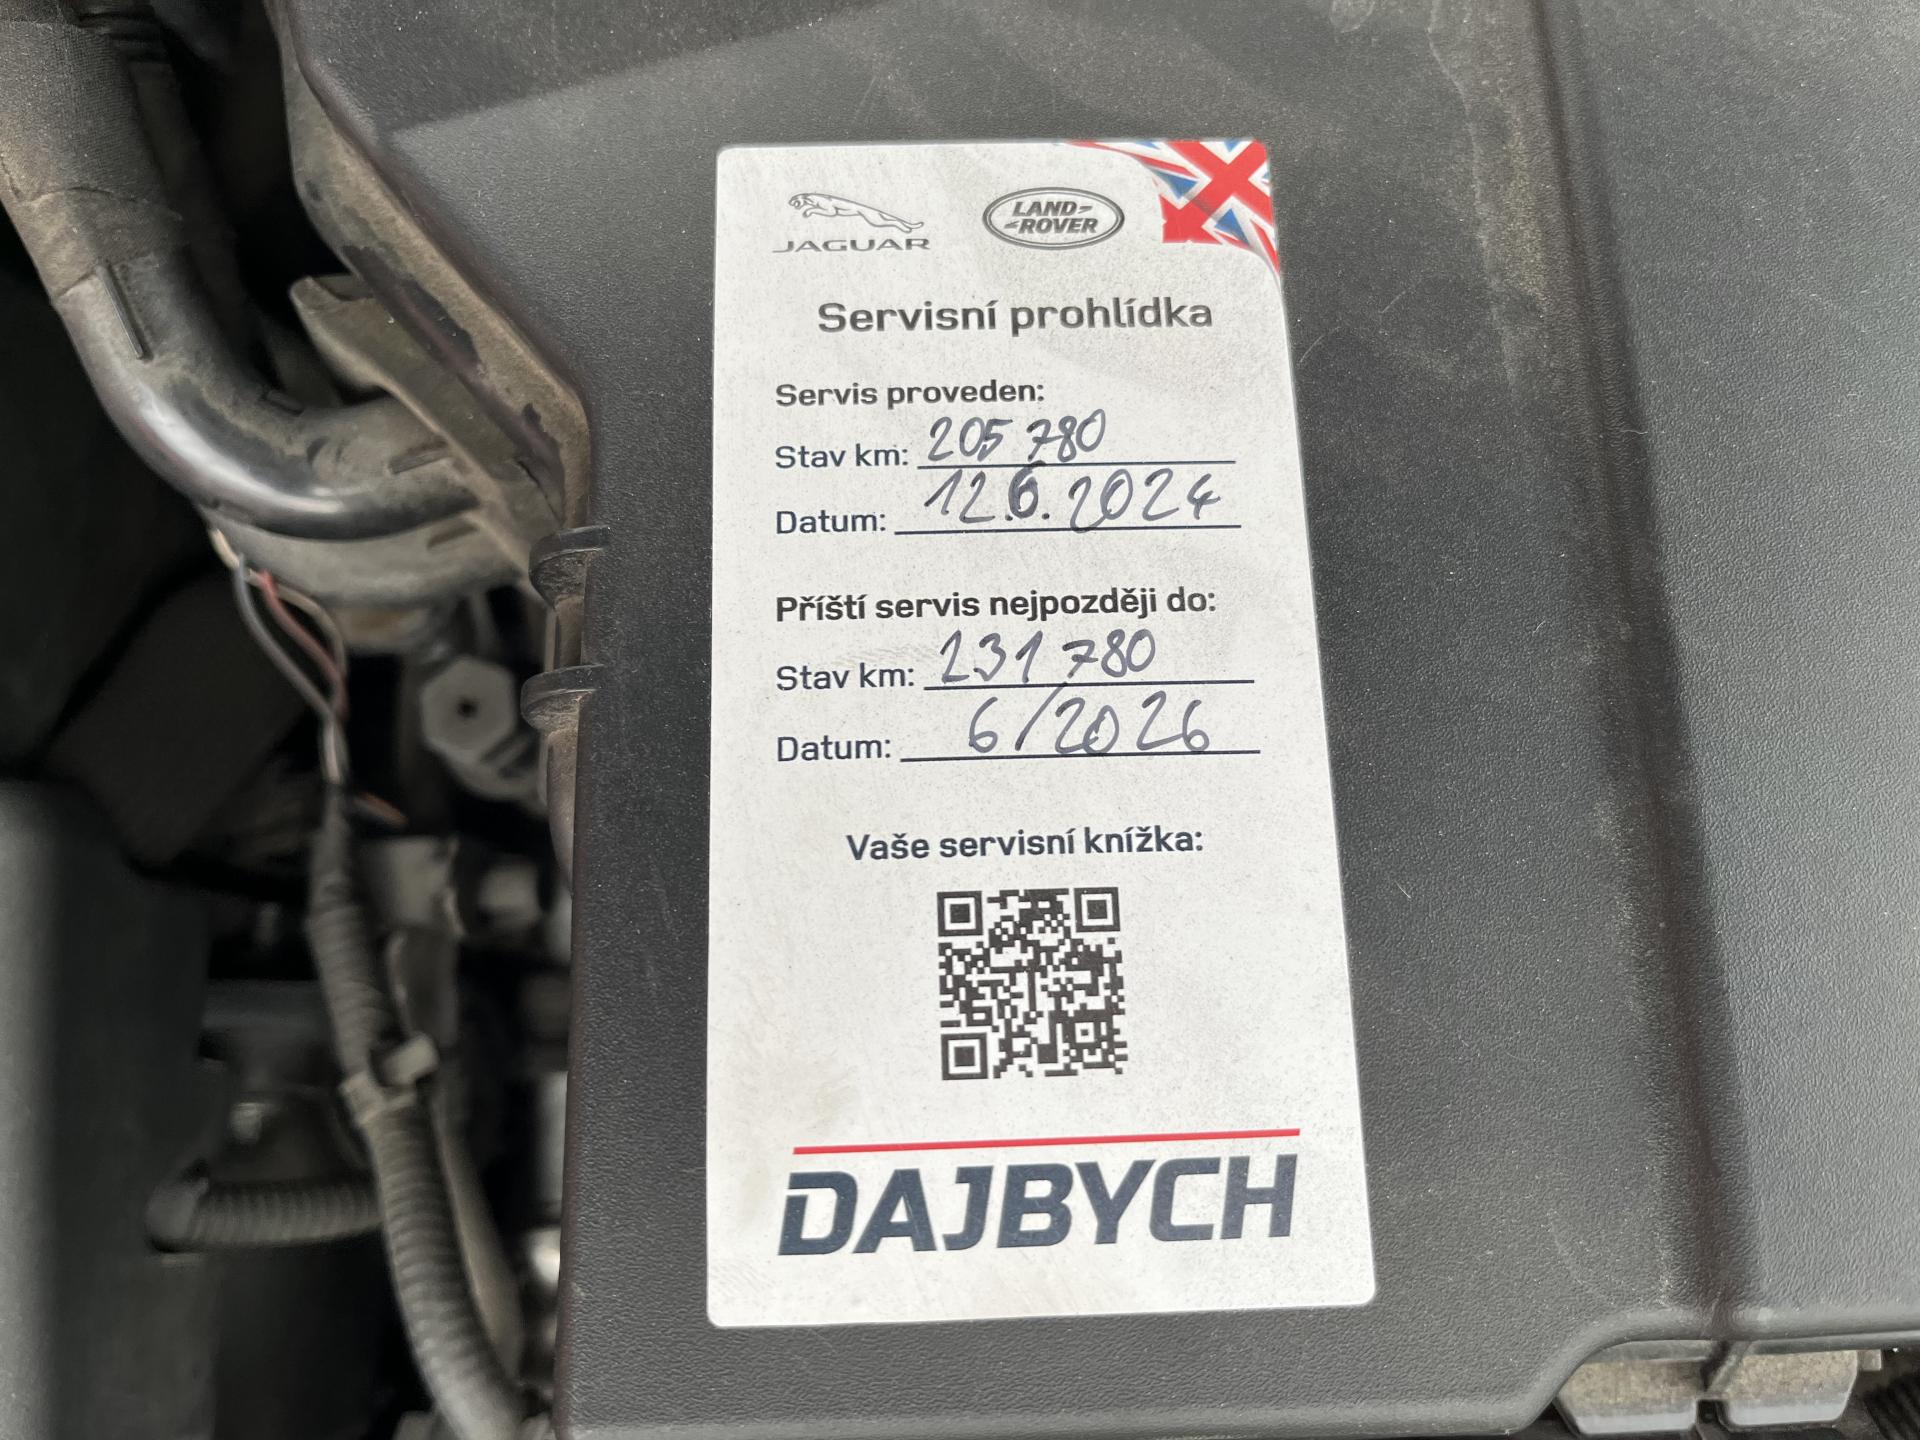 JAGUAR
LAND-
-ROVER
Servisní prohlídka
Servis proveden:
Stav km: 205 780
Datum: 12.6.2024
Příští servis nejpozději do:
Stav km: 231 780
Datum: 6/2026
Vaše servisní knížka:
DAJBYCH